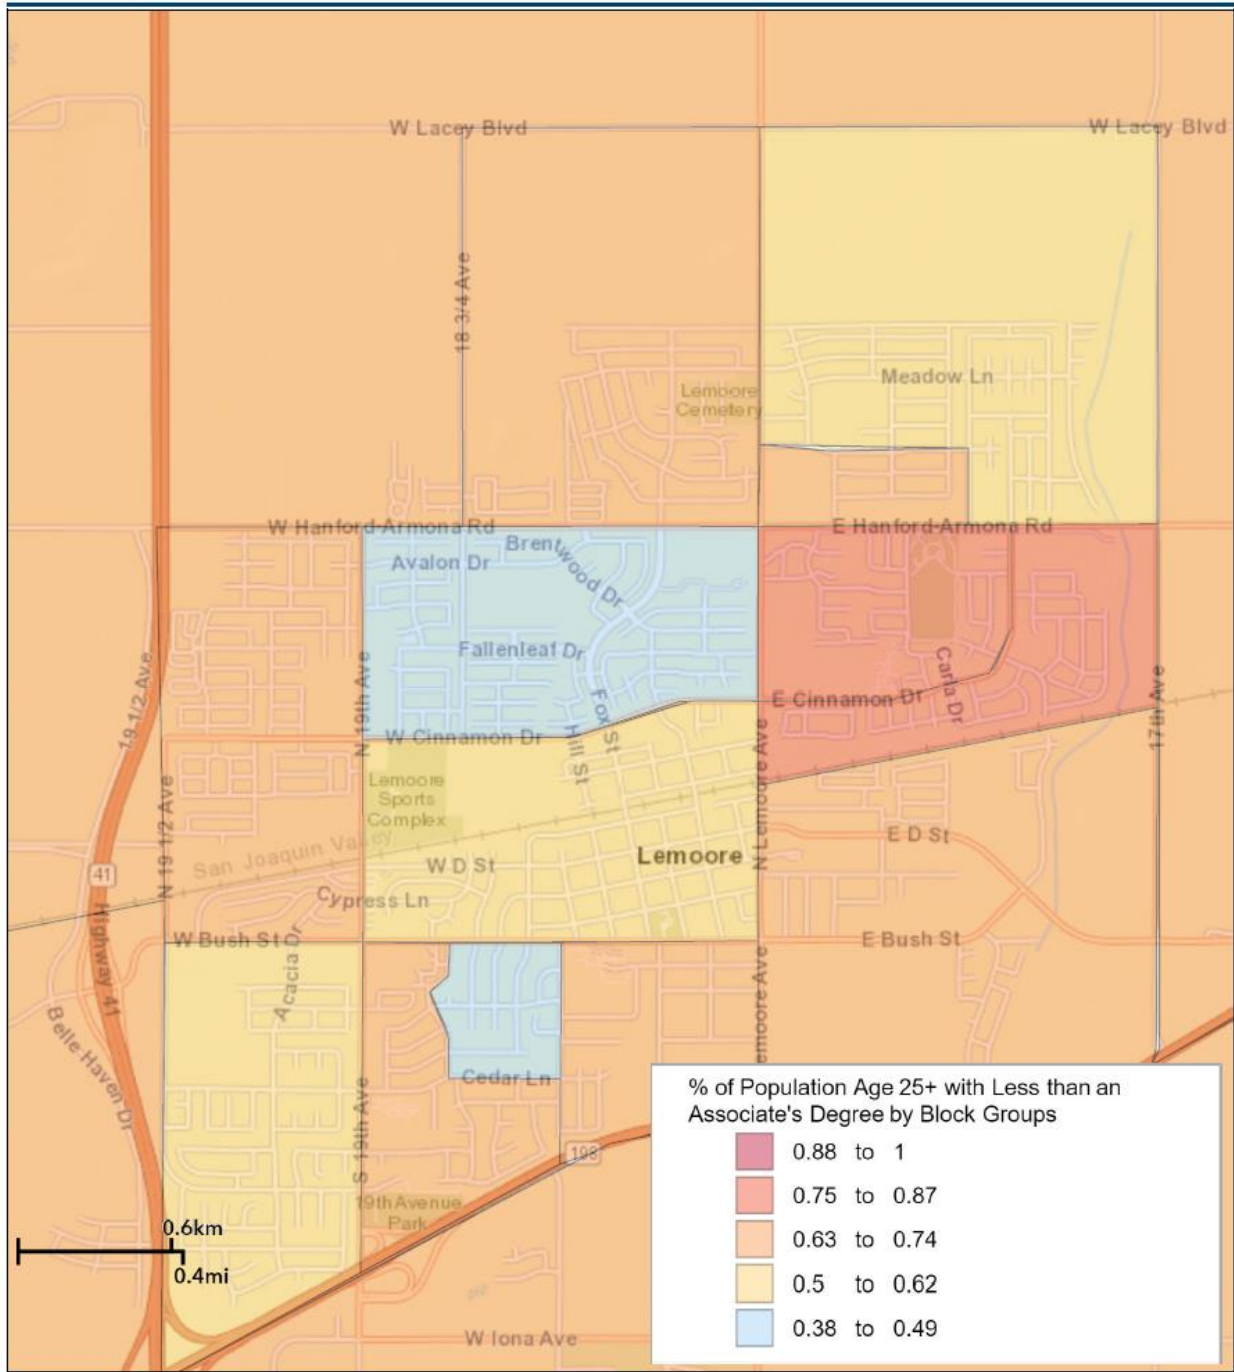 W Lacey Blvd
W Lacey Blvd
18 3/4 Ave
Meadow Ln
Lemoore
Cemetery
W Hanford-Armona Rd
E Hanford-Armona Rd
Brentwood Dr
Avalon Dr
Fallenleaf Dr
Carla Dr
19 1/2 Ave
N 19th Ave
17th Ave
E Cinnamon Dr
Fox St
W Cinnamon Dr
Hill St
N Lemoore Ave
Lemoore
Sports
Complex
N 19 1/2 Ave
San Joaquin Valley
E D St
Lemoore
W D St
41
Cypress Ln
Highway 41
W Bush St
E Bush St
Acacia Dr
emoore Ave
Belle Haven Dr
Cedar Ln
S 19th Ave
198
19th Avenue
Park
W Iona Ave
0.6km
0.4mi
% of Population Age 25+ with Less than an
Associate's Degree by Block Groups
0.88 to 1
0.75 to 0.87
0.63 to 0.74
0.5 to 0.62
0.38 to 0.49